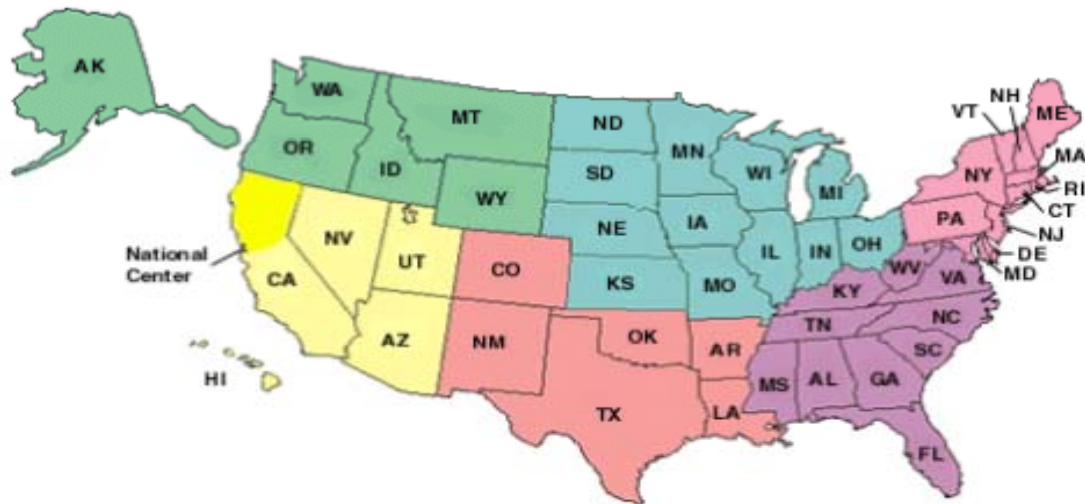 AK
WA
MT
ND
MN
OR
ID
SD
WI
MI
WY
NE
IA
NV
UT
CO
KS
MO
IL
IN
OH
National
Center
CA
AZ
NM
OK
AR
TX
LA
HI
KY
WV
VA
TN
NC
SC
MS
AL
GA
FL
VT
NH
ME
NY
MA
RI
CT
PA
NJ
DE
MD